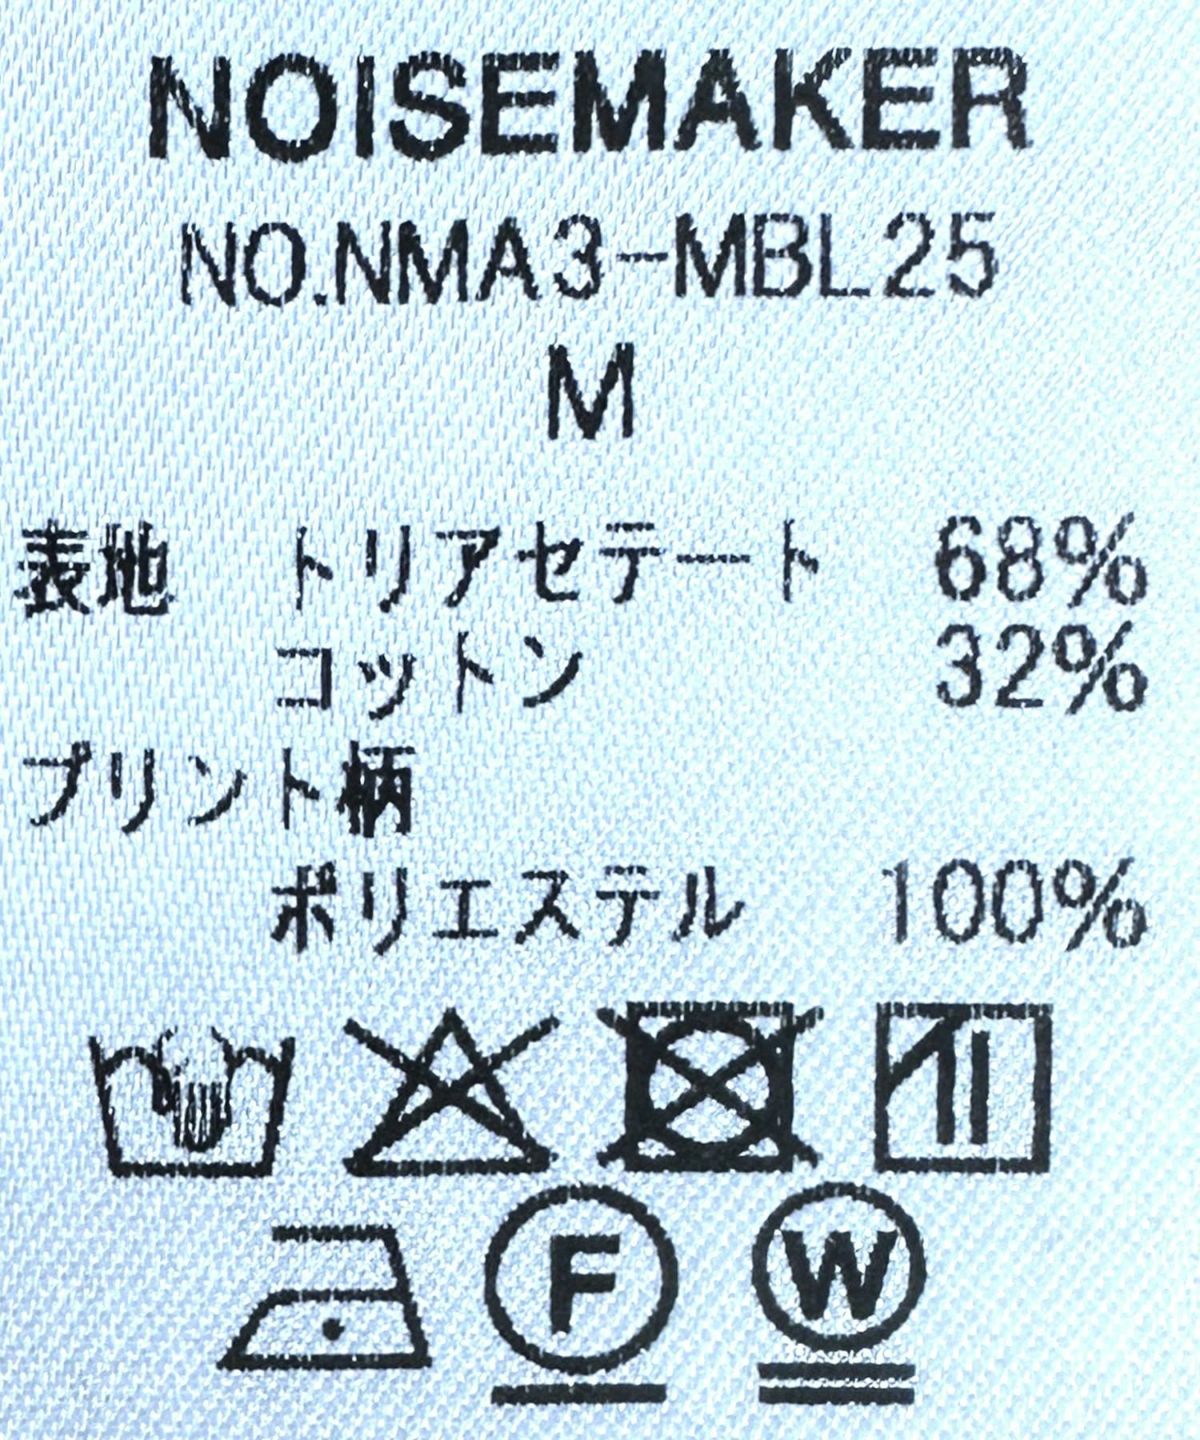 NOISEMAKER
NO.NMA3-MBL25
M
表地 トリアセテート 68%
コットン 32%
プリント柄
ポリエステル 100%
F W